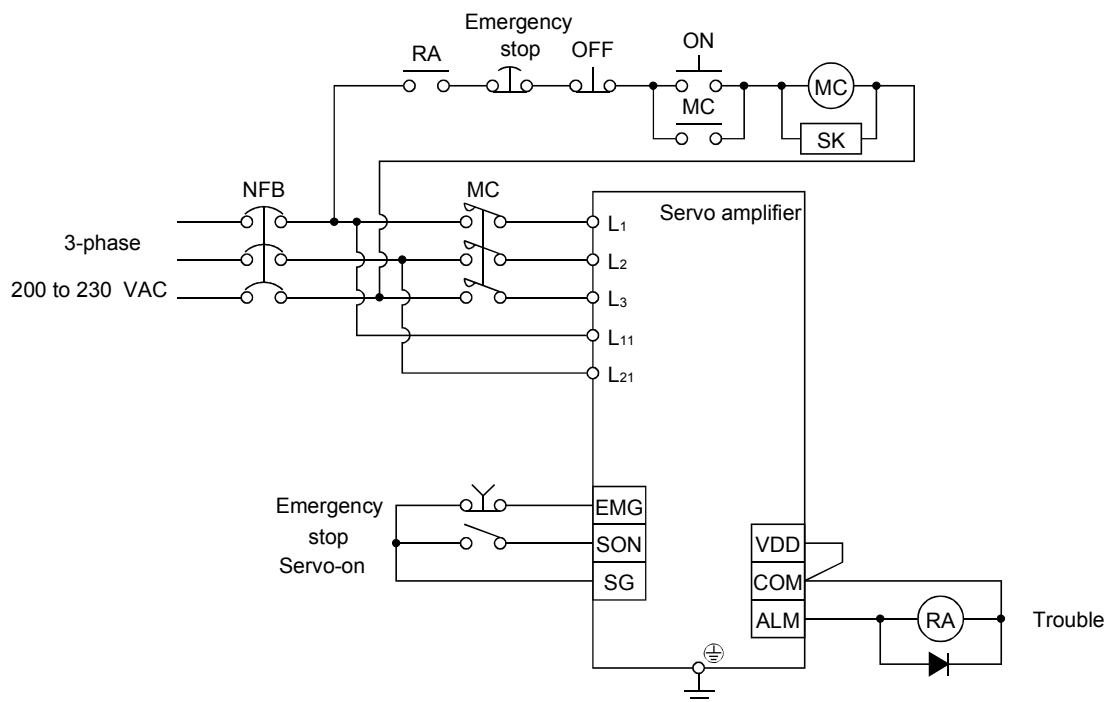 Emergency
stop
RA
OFF
ON
MC
MC
SK
NFB
MC
Servo amplifier
3-phase
200 to 230 VAC
L1
L2
L3
L11
L21
Emergency
stop
Servo-on
EMG
SON
SG
VDD
COM
ALM
RA
Trouble